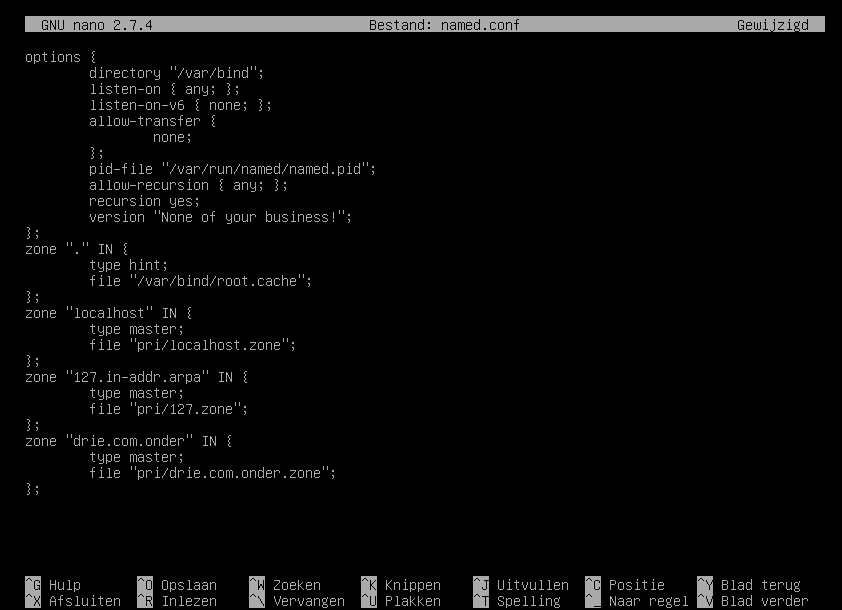 GNU nano 2.7.4 Bestand: named.conf Gewijzigd
options {
        directory "/var/bind";
        listen-on { any; };
        listen-on-v6 { none; };
        allow-transfer {
                none;
        };
        pid-file "/var/run/named/named.pid";
        allow-recursion { any; };
        recursion yes;
        version "None of your business!";
};
zone "." IN {
        type hint;
        file "/var/bind/root.cache";
};
zone "localhost" IN {
        type master;
        file "pri/localhost.zone";
};
zone "127.in-addr.arpa" IN {
        type master;
        file "pri/127.zone";
};
zone "drie.com.onder" IN {
        type master;
        file "pri/drie.com.onder.zone";
};
^G Hulp ^O Opslaan ^W Zoeken ^K Knippen ^J Uitvullen ^C Positie ^Y Blad terug
^X Afsluiten ^R Inlezen ^\ Vervangen ^U Plakken ^T Spelling ^_ Naar regel ^V Blad verder